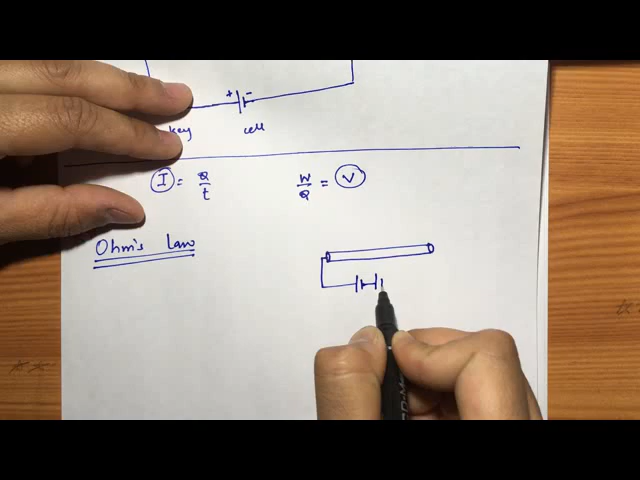 + -
key cell
I = Q/t W/Q = V
Ohm's Law